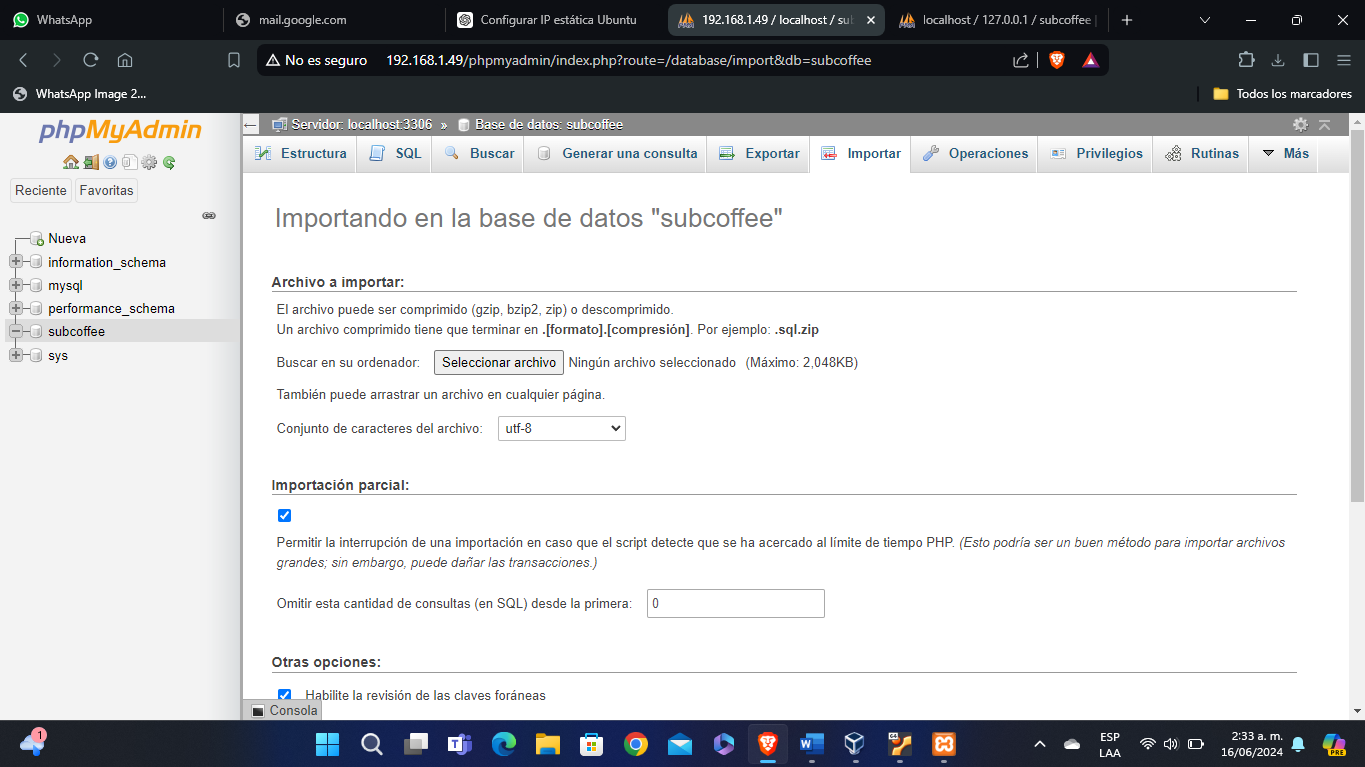 WhatsApp
mail.google.com
Configurar IP estática Ubuntu
192.168.1.49 / localhost / sub
localhost / 127.0.0.1 / subcoffee |
No es seguro 192.168.1.49/phpmyadmin/index.php?route=/database/import&db=subcoffee
WhatsApp Image 2...
Todos los marcadores
phpMyAdmin
Reciente
Favoritas
Nueva
information_schema
mysql
performance_schema
subcoffee
sys
Servidor: localhost:3306 » Base de datos: subcoffee
Estructura
SQL
Buscar
Generar una consulta
Exportar
Importar
Operaciones
Privilegios
Rutinas
Más
Importando en la base de datos "subcoffee"
Archivo a importar:
El archivo puede ser comprimido (gzip, bzip2, zip) o descomprimido.
Un archivo comprimido tiene que terminar en .[formato].[compresión]. Por ejemplo: .sql.zip
Buscar en su ordenador: Seleccionar archivo Ningún archivo seleccionado (Máximo: 2,048KB)
También puede arrastrar un archivo en cualquier página.
Conjunto de caracteres del archivo: utf-8
Importación parcial:
Permitir la interrupción de una importación en caso que el script detecte que se ha acercado al límite de tiempo PHP. (Esto podría ser un buen método para importar archivos
grandes; sin embargo, puede dañar las transacciones.)
Omitir esta cantidad de consultas (en SQL) desde la primera: 0
Otras opciones:
Habilite la revisión de las claves foráneas
Consola
1
ESP
LAA
2:33 a. m.
16/06/2024
PRE